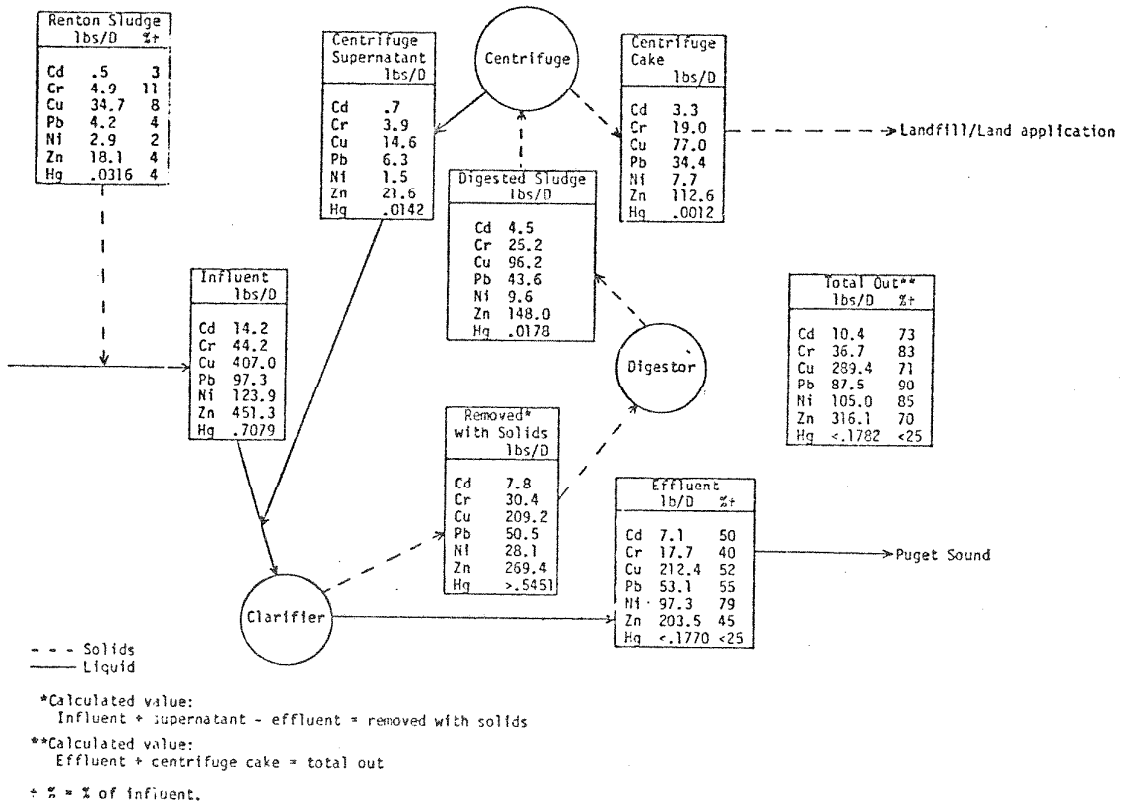 Renton Sludge
lbs/D %+
Cd .5 3
Cr 4.9 11
Cu 34.7 8
Pb 4.2 4
Ni 2.9 2
Zn 18.1 4
Hg .0316 4
Centrifuge
Supernatant
lbs/D
Cd .7
Cr 3.9
Cu 14.6
Pb 6.3
Ni 1.5
Zn 21.6
Hg .0142
Centrifuge
Centrifuge
Cake
lbs/D
Cd 3.3
Cr 19.0
Cu 77.0
Pb 34.4
Ni 7.7
Zn 112.6
Hg .0012
Landfill/Land application
Digested Sludge
lbs/D
Cd 4.5
Cr 25.2
Cu 96.2
Pb 43.6
Ni 9.6
Zn 148.0
Hg .0178
Influent
lbs/D
Cd 14.2
Cr 44.2
Cu 407.0
Pb 97.3
Ni 123.9
Zn 451.3
Hg .7079
Total Out**
lbs/D %+
Cd 10.4 73
Cr 36.7 83
Cu 289.4 71
Pb 87.5 90
Ni 105.0 85
Zn 316.1 70
Hg <.1782 <25
Digestor
Removed*
with Solids
lbs/D
Cd 7.8
Cr 30.4
Cu 209.2
Pb 50.5
Ni 28.1
Zn 269.4
Hg >.5451
Effluent
lb/D %+
Cd 7.1 50
Cr 17.7 40
Cu 212.4 52
Pb 53.1 55
Ni 97.3 79
Zn 203.5 45
Hg <.1770 <25
Puget Sound
Clarifier
--- Solids
—— Liquid
*Calculated value:
Influent + supernatant - effluent = removed with solids
**Calculated value:
Effluent + centrifuge cake = total out
+ % = % of influent.